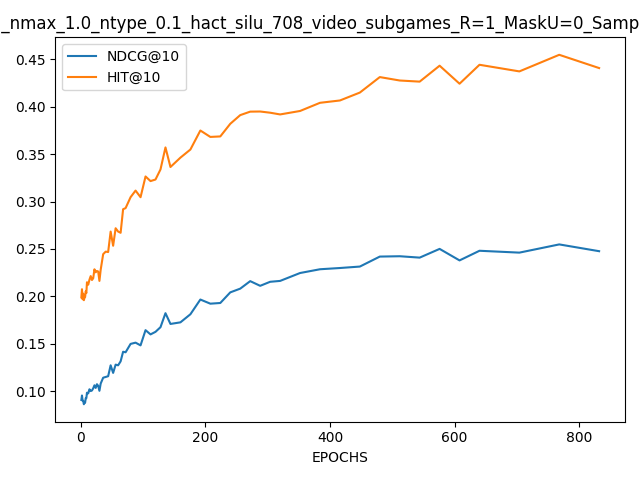 _nmax_1.0_ntype_0.1_hact_silu_708_video_subgames_R=1_MaskU=0_Samp
NDCG@10
HIT@10
0.45
0.40
0.35
0.30
0.25
0.20
0.15
0.10
0 200 400 600 800
EPOCHS